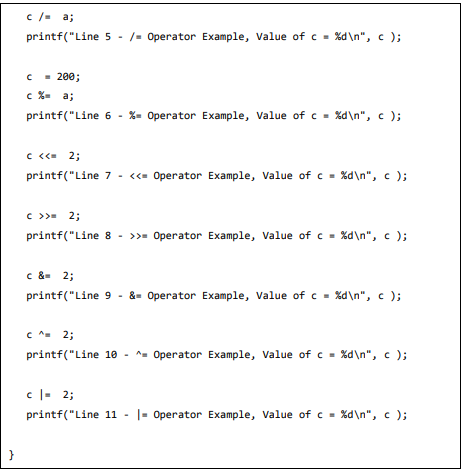 c /=  a;
printf("Line 5 - /= Operator Example, Value of c = %d\n", c );
c  = 200;
c %=  a;
printf("Line 6 - %= Operator Example, Value of c = %d\n", c );
c <<=  2;
printf("Line 7 - <<= Operator Example, Value of c = %d\n", c );
c >>=  2;
printf("Line 8 - >>= Operator Example, Value of c = %d\n", c );
c &=  2;
printf("Line 9 - &= Operator Example, Value of c = %d\n", c );
c ^=  2;
printf("Line 10 - ^= Operator Example, Value of c = %d\n", c );
c |=  2;
printf("Line 11 - |= Operator Example, Value of c = %d\n", c );
}